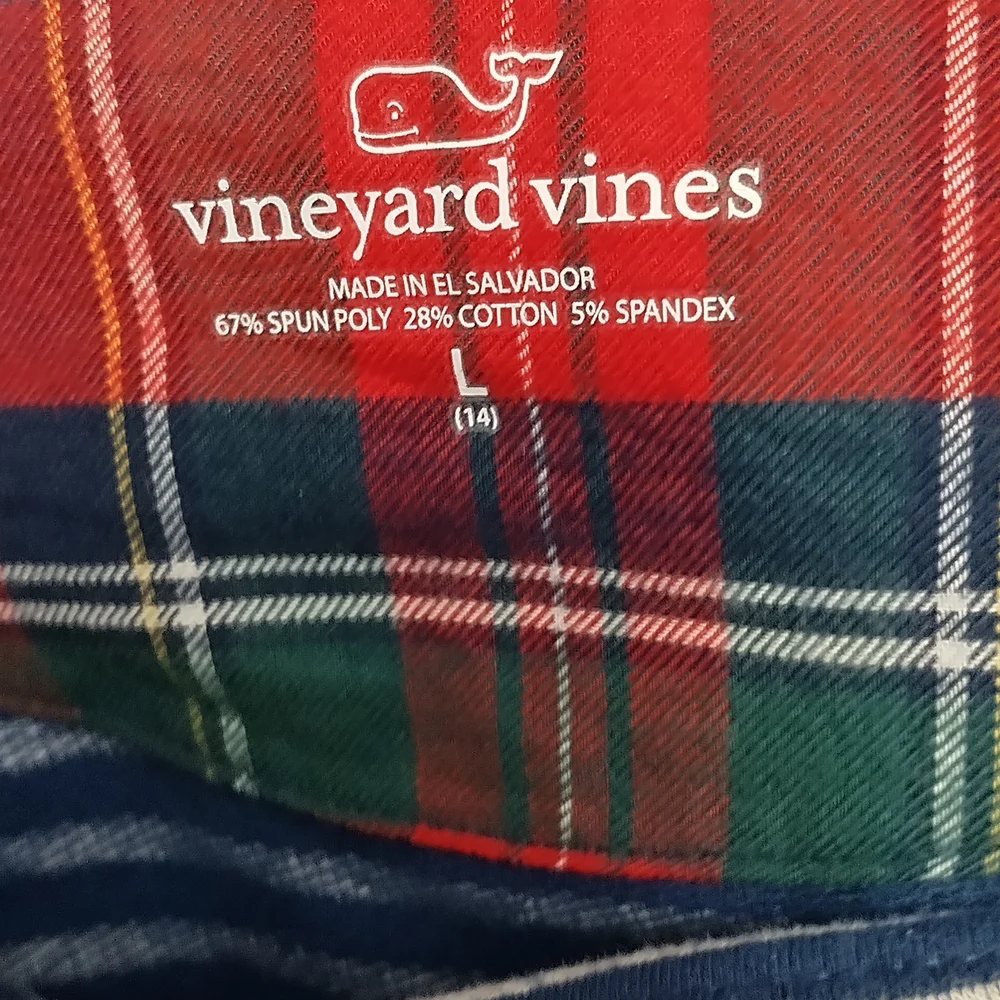 vineyard vines
MADE IN EL SALVADOR
67% SPUN POLY 28% COTTON 5% SPANDEX
L
(14)